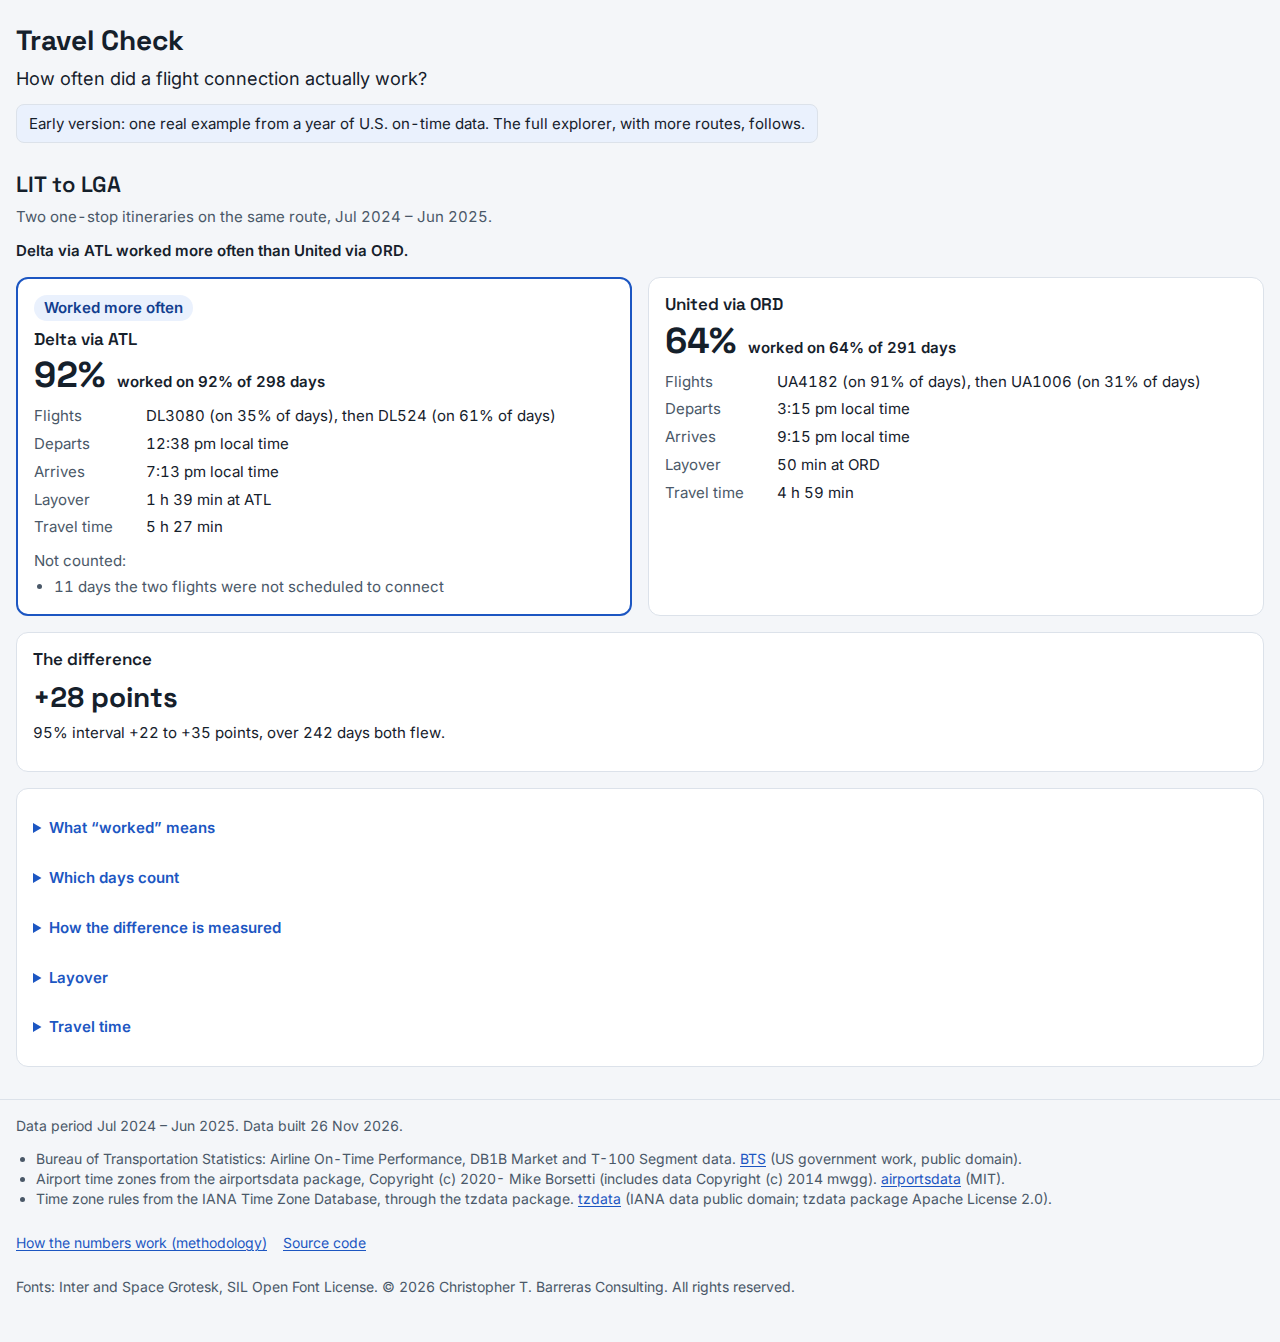 Travel Check
How often did a flight connection actually work?
Early version: one real example from a year of U.S. on-time data. The full explorer, with more routes, follows.
LIT to LGA
Two one-stop itineraries on the same route, Jul 2024 – Jun 2025.
Delta via ATL worked more often than United via ORD.
Worked more often
Delta via ATL
92% worked on 92% of 298 days
Flights DL3080 (on 35% of days), then DL524 (on 61% of days)
Departs 12:38 pm local time
Arrives 7:13 pm local time
Layover 1 h 39 min at ATL
Travel time 5 h 27 min
Not counted:
• 11 days the two flights were not scheduled to connect
United via ORD
64% worked on 64% of 291 days
Flights UA4182 (on 91% of days), then UA1006 (on 31% of days)
Departs 3:15 pm local time
Arrives 9:15 pm local time
Layover 50 min at ORD
Travel time 4 h 59 min
The difference
+28 points
95% interval +22 to +35 points, over 242 days both flew.
What “worked” means
Which days count
How the difference is measured
Layover
Travel time
Data period Jul 2024 – Jun 2025. Data built 26 Nov 2026.
• Bureau of Transportation Statistics: Airline On-Time Performance, DB1B Market and T-100 Segment data. BTS (US government work, public domain).
• Airport time zones from the airportsdata package, Copyright (c) 2020- Mike Borsetti (includes data Copyright (c) 2014 mwgg). airportsdata (MIT).
• Time zone rules from the IANA Time Zone Database, through the tzdata package. tzdata (IANA data public domain; tzdata package Apache License 2.0).
How the numbers work (methodology) Source code
Fonts: Inter and Space Grotesk, SIL Open Font License. © 2026 Christopher T. Barreras Consulting. All rights reserved.